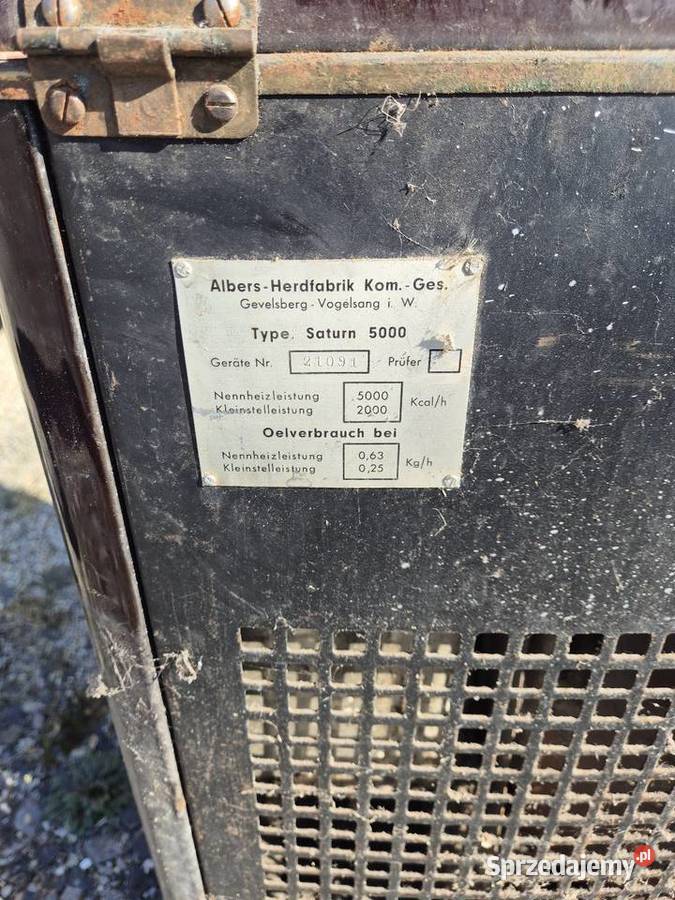 Albers-Herdfabrik Kom.-Ges.
Gevelsberg-Vogelsang i. W.
Type. Saturn 5000
Geräte Nr. 21091 Prüfer
Nennheizleistung 5000 Kcal/h
Kleinstelleistung 2000
Oelverbrauch bei
Nennheizleistung 0,63 Kg/h
Kleinstelleistung 0,25
Sprzedajemy.pl